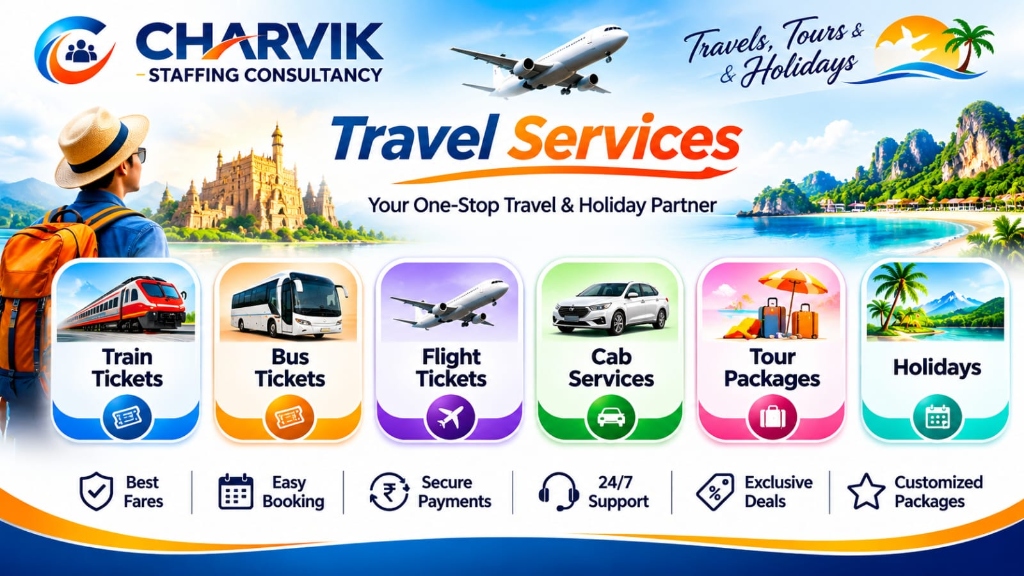 CHARVIK
STAFFING CONSULTANCY
Travels, Tours &
& Holidays
Travel Services
Your One-Stop Travel & Holiday Partner
Train
Tickets
Bus
Tickets
Flight
Tickets
Cab
Services
Tour
Packages
Holidays
Best
Fares
Easy
Booking
₹
Secure
Payments
24/7
Support
%
Exclusive
Deals
Customized
Packages